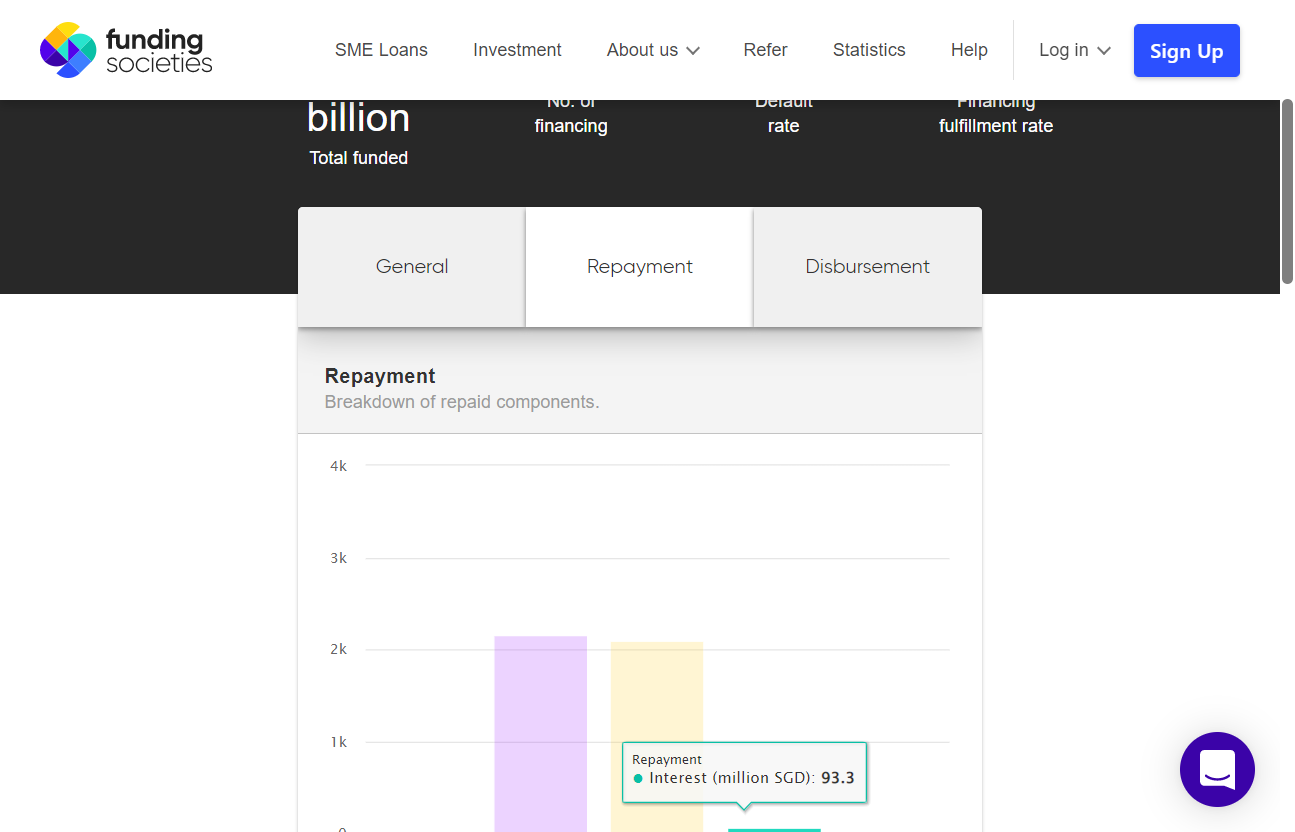 funding
societies
SME Loans
Investment
About us
Refer
Statistics
Help
Log in
Sign Up
billion
Total funded
No. of
financing
Default
rate
Financing
fulfillment rate
General
Repayment
Disbursement
Repayment
Breakdown of repaid components.
4k
3k
2k
1k
0
Repayment
Interest (million SGD): 93.3